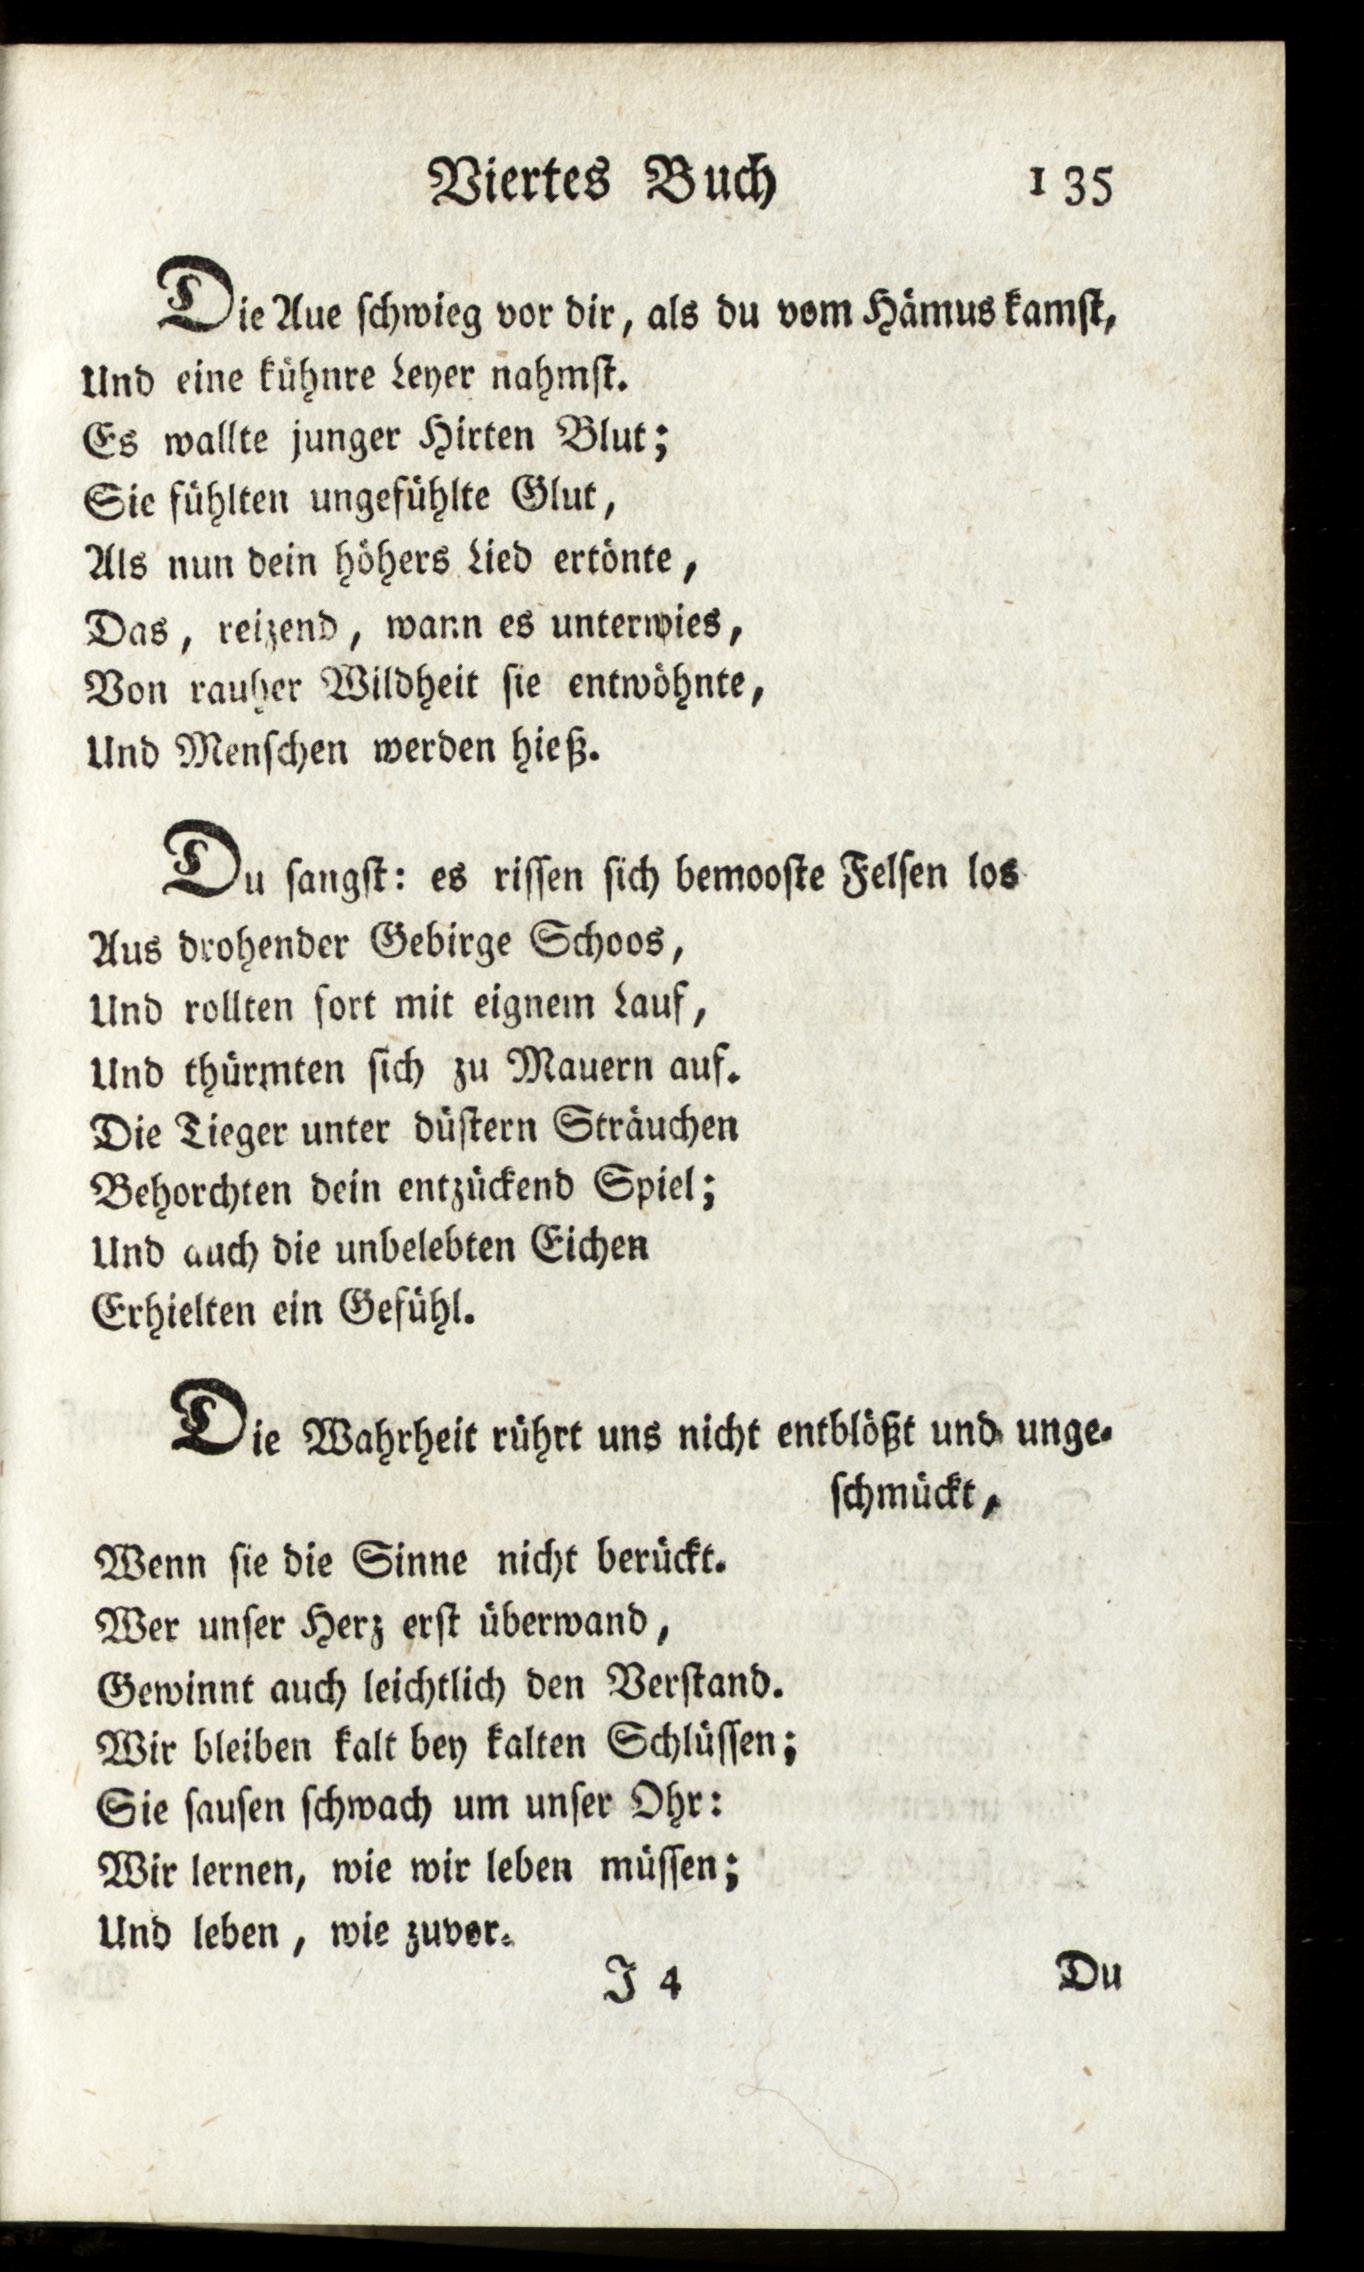 Viertes Buch 135
Die Aue schwieg vor dir, als du vom Hämus kamst,
Und eine kühnre Leyer nahmst.
Es wallte junger Hirten Blut;
Sie fühlten ungefühlte Glut,
Als nun dein höhers Lied ertönte,
Das, reizend, wann es unterwies,
Von rauher Wildheit sie entwöhnte,
Und Menschen werden hieß.
Du sangst: es rissen sich bemooste Felsen los
Aus drohender Gebirge Schoos,
Und rollten fort mit eignem Lauf,
Und thürmten sich zu Mauern auf.
Die Tieger unter düstern Sträuchen
Behorchten dein entzückend Spiel;
Und auch die unbelebten Eichen
Erhielten ein Gefühl.
Die Wahrheit rührt uns nicht entblößt und unge-
schmückt,
Wenn sie die Sinne nicht berückt.
Wer unser Herz erst überwand,
Gewinnt auch leichtlich den Verstand.
Wir bleiben kalt bey kalten Schlüssen;
Sie sausen schwach um unser Ohr:
Wir lernen, wie wir leben müssen;
Und leben, wie zuvor.
J 4 Du